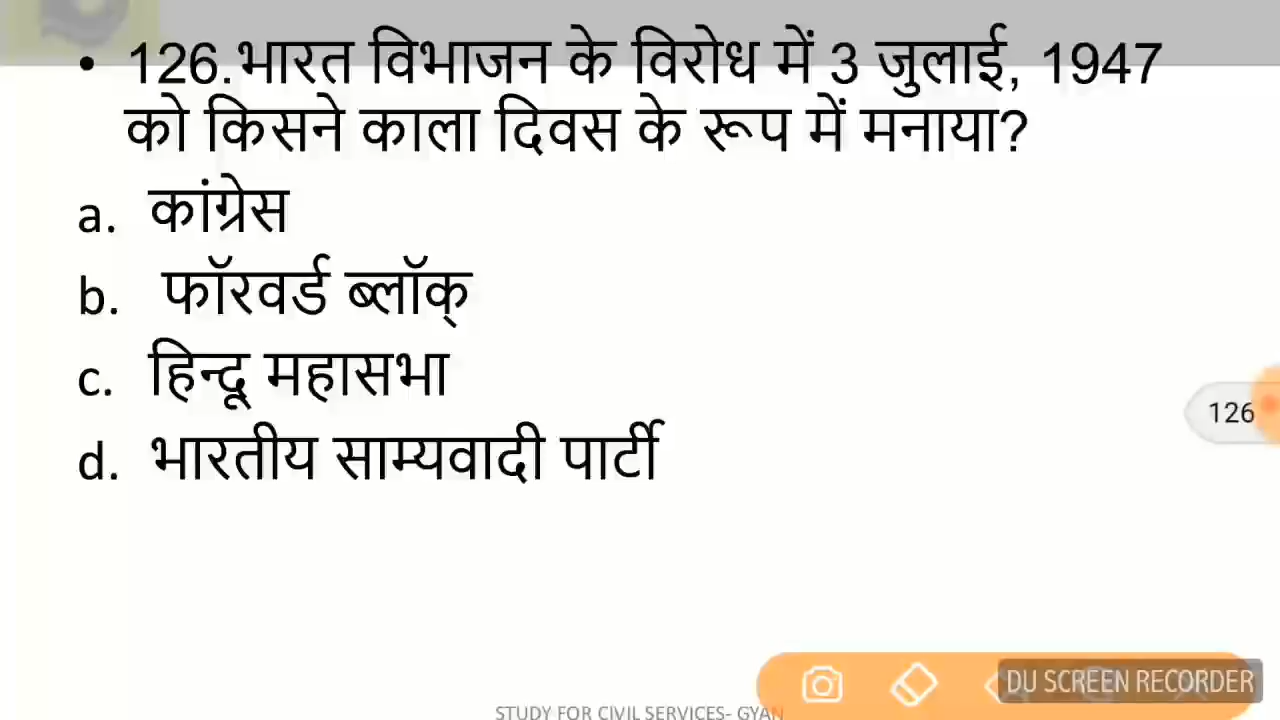 • 126.भारत विभाजन के विरोध में 3 जुलाई, 1947
को किसने काला दिवस के रूप में मनाया?
a. कांग्रेस
b. फॉरवर्ड ब्लॉक्
c. हिन्दू महासभा
126
d. भारतीय साम्यवादी पार्टी
DU SCREEN RECORDER
STUDY FOR CIVIL SERVICES- GYAN